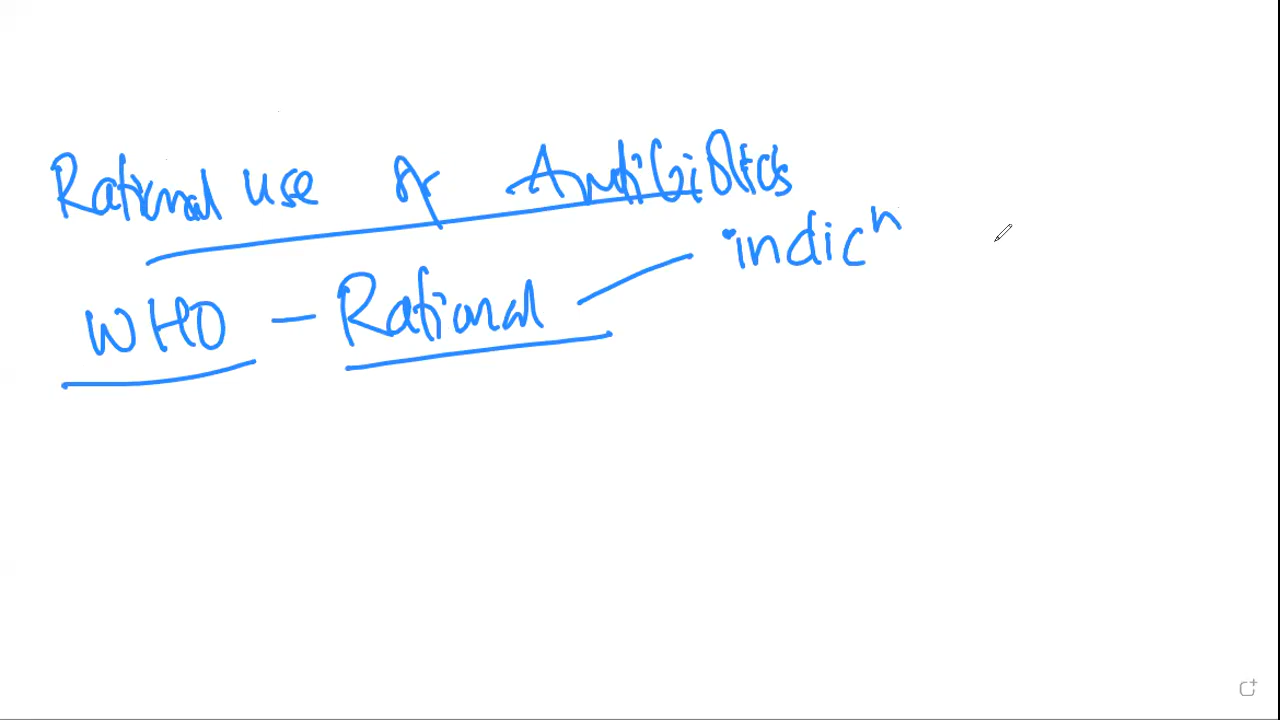 Rational use of Antibiotics
• indicⁿ
WHO - Rational